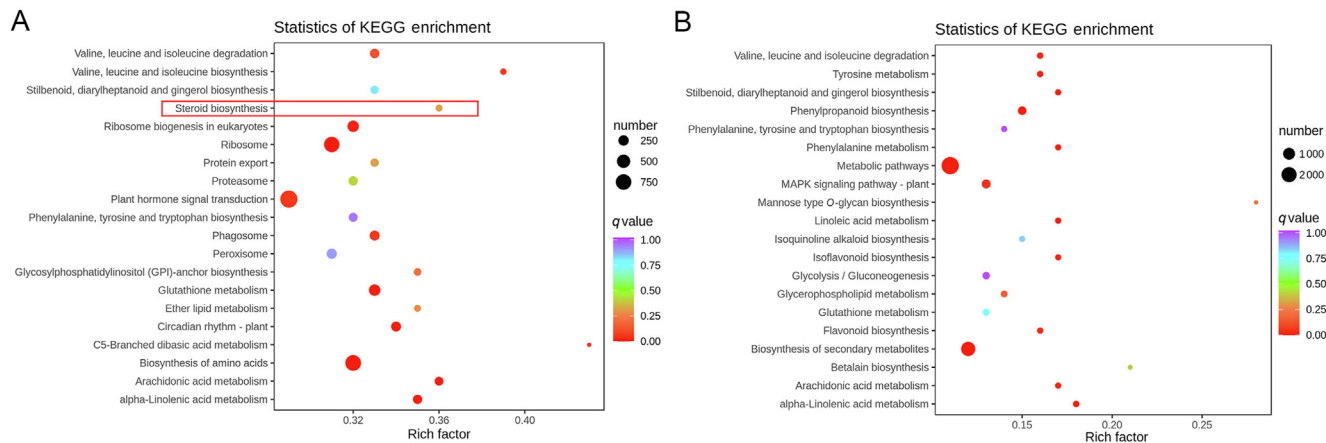 A
Statistics of KEGG enrichment
Valine, leucine and isoleucine degradation
Valine, leucine and isoleucine biosynthesis
Stilbenoid, diarylheptanoid and gingerol biosynthesis
Steroid biosynthesis
Ribosome biogenesis in eukaryotes
Ribosome
Protein export
Proteasome
Plant hormone signal transduction
Phenylalanine, tyrosine and tryptophan biosynthesis
Phagosome
Peroxisome
Glycosylphosphatidylinositol (GPI)-anchor biosynthesis
Glutathione metabolism
Ether lipid metabolism
Circadian rhythm - plant
C5-Branched dibasic acid metabolism
Biosynthesis of amino acids
Arachidonic acid metabolism
alpha-Linolenic acid metabolism
0.32 0.36 0.40
Rich factor
number
250
500
750
q value
1.00
0.75
0.50
0.25
0.00
B
Statistics of KEGG enrichment
Valine, leucine and isoleucine degradation
Tyrosine metabolism
Stilbenoid, diarylheptanoid and gingerol biosynthesis
Phenylpropanoid biosynthesis
Phenylalanine, tyrosine and tryptophan biosynthesis
Phenylalanine metabolism
Metabolic pathways
MAPK signaling pathway - plant
Mannose type O-glycan biosynthesis
Linoleic acid metabolism
Isoquinoline alkaloid biosynthesis
Isoflavonoid biosynthesis
Glycolysis / Gluconeogenesis
Glycerophospholipid metabolism
Glutathione metabolism
Flavonoid biosynthesis
Biosynthesis of secondary metabolites
Betalain biosynthesis
Arachidonic acid metabolism
alpha-Linolenic acid metabolism
0.15 0.20 0.25
Rich factor
number
1000
2000
q value
1.00
0.75
0.50
0.25
0.00